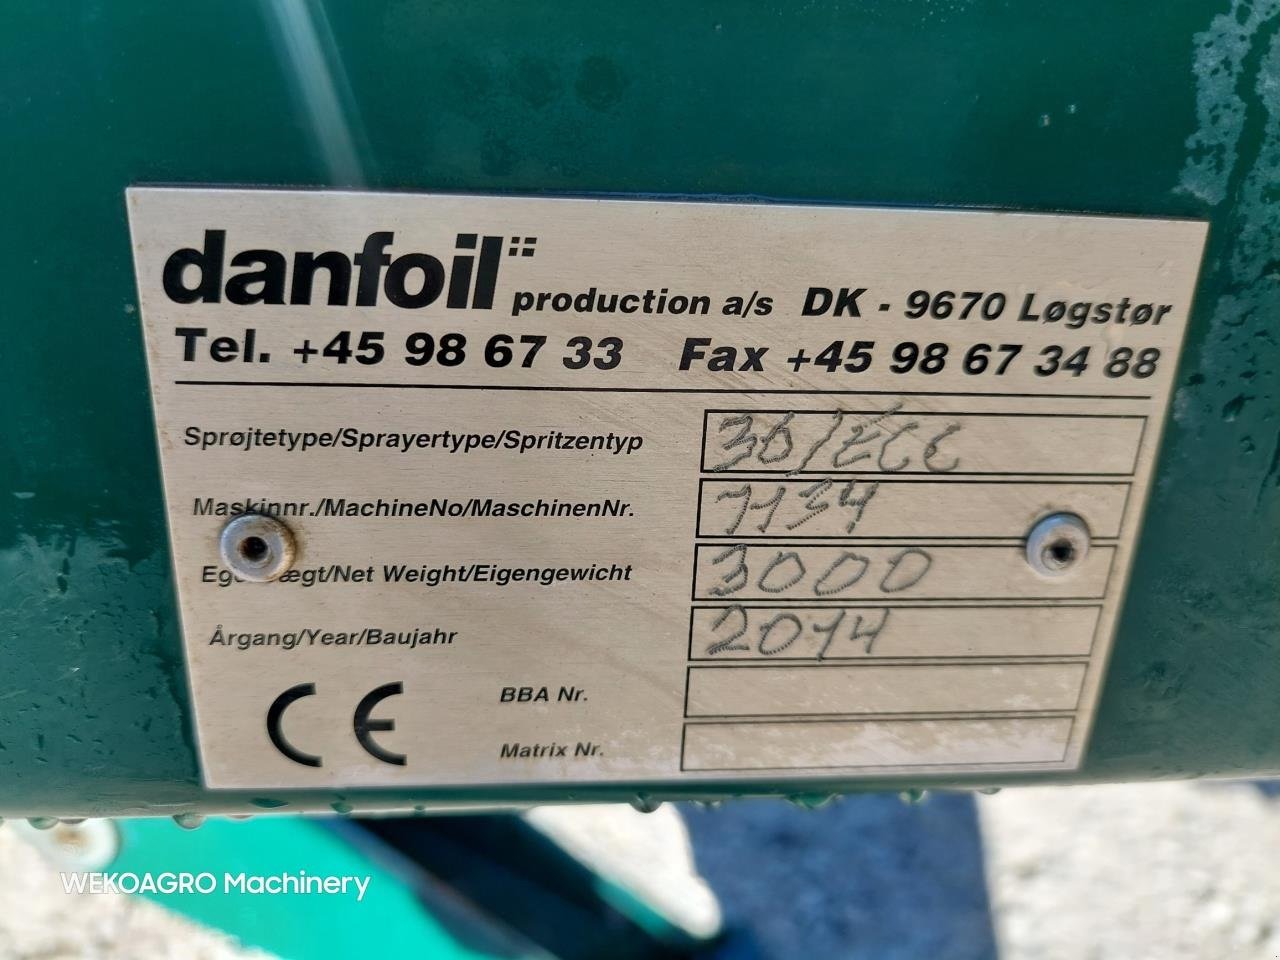 danfoil production a/s DK - 9670 Løgstør
Tel. +45 98 67 33 Fax +45 98 67 34 88
Sprøjtetype/Sprayertype/Spritzentyp
Maskinnr./MachineNo/MaschinenNr. 1134
/Net Weight/Eigengewicht 3000
Årgang/Year/Baujahr 2014
CE BBA Nr.
Matrix Nr.
WEKOAGRO Machinery